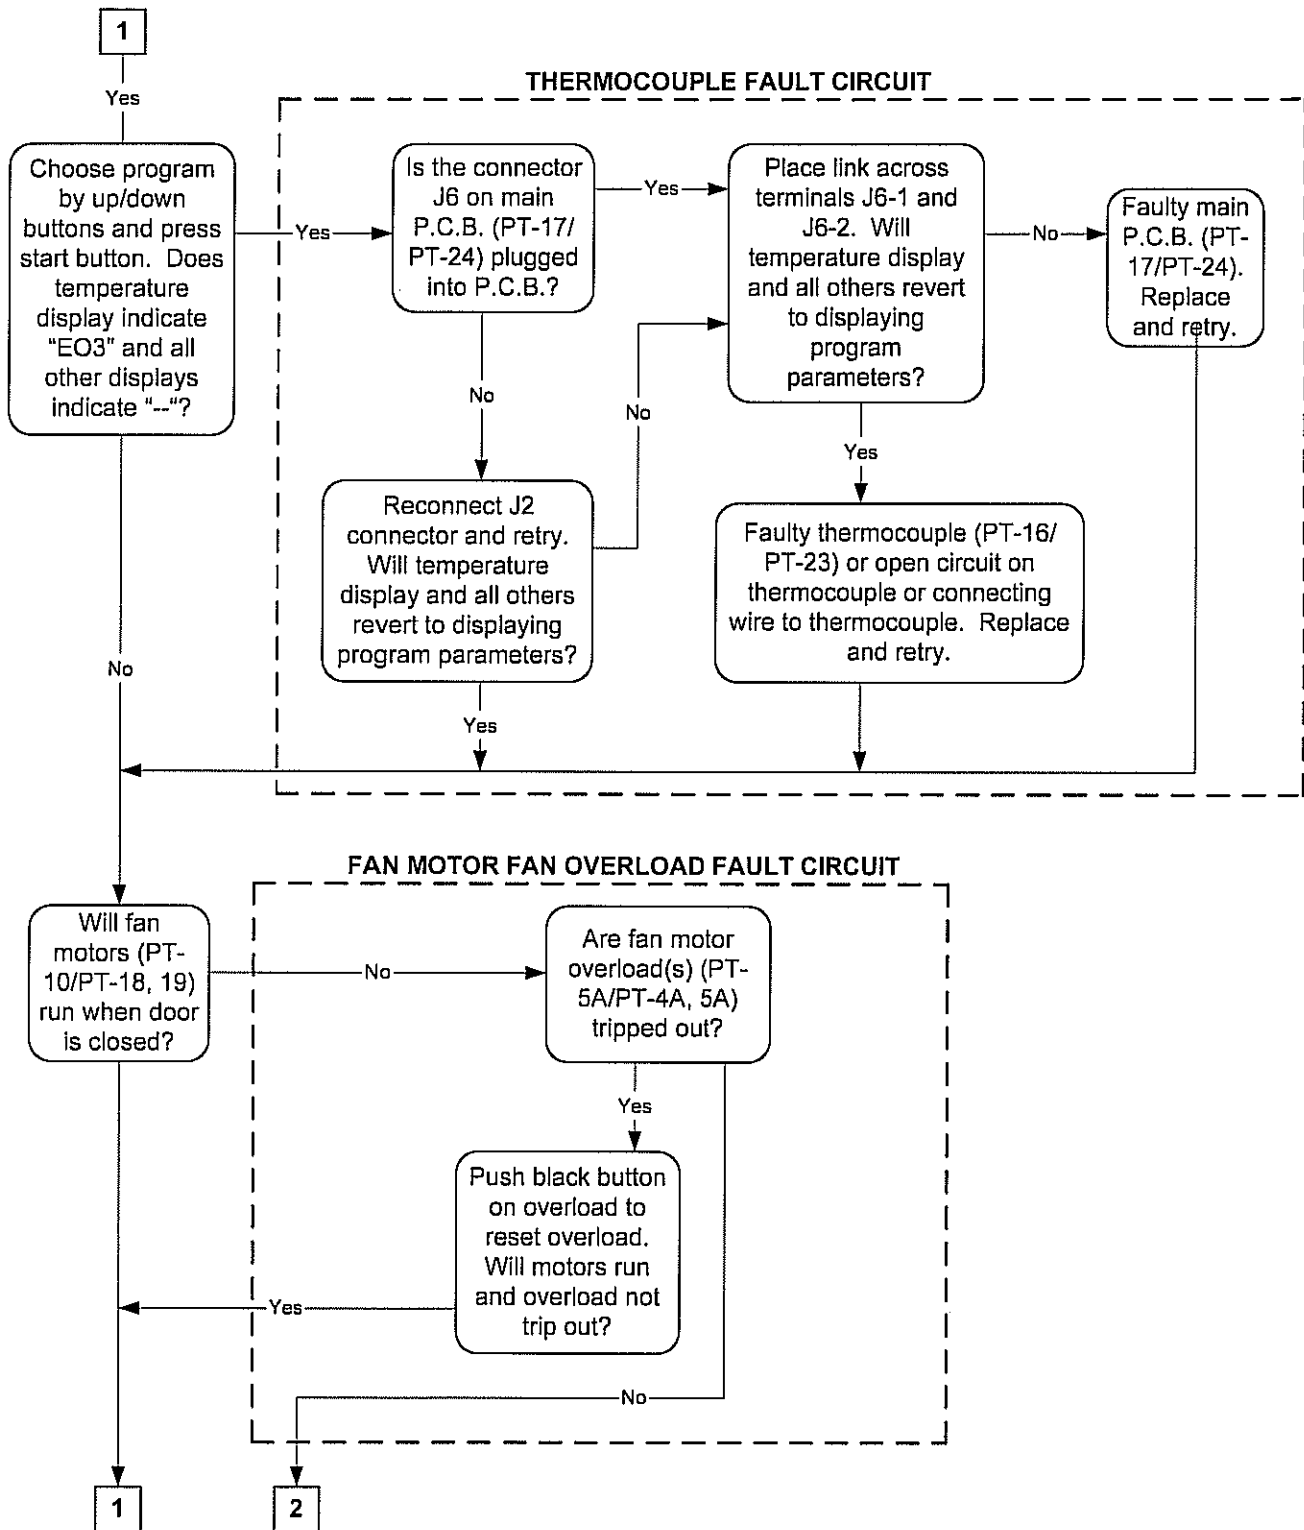 1
Yes
THERMOCOUPLE FAULT CIRCUIT
Choose program
by up/down
buttons and press
start button. Does
temperature
display indicate
"EO3" and all
other displays
indicate "--"?
Yes
Is the connector
J6 on main
P.C.B. (PT-17/
PT-24) plugged
into P.C.B.?
Yes
Place link across
terminals J6-1 and
J6-2. Will
temperature display
and all others revert
to displaying
program
parameters?
No
Faulty main
P.C.B. (PT-
17/PT-24).
Replace
and retry.
No
No
Yes
Reconnect J2
connector and retry.
Will temperature
display and all others
revert to displaying
program parameters?
Faulty thermocouple (PT-16/
PT-23) or open circuit on
thermocouple or connecting
wire to thermocouple. Replace
and retry.
No
Yes
FAN MOTOR FAN OVERLOAD FAULT CIRCUIT
Will fan
motors (PT-
10/PT-18, 19)
run when door
is closed?
No
Are fan motor
overload(s) (PT-
5A/PT-4A, 5A)
tripped out?
Yes
Push black button
on overload to
reset overload.
Will motors run
and overload not
trip out?
Yes
No
1
2